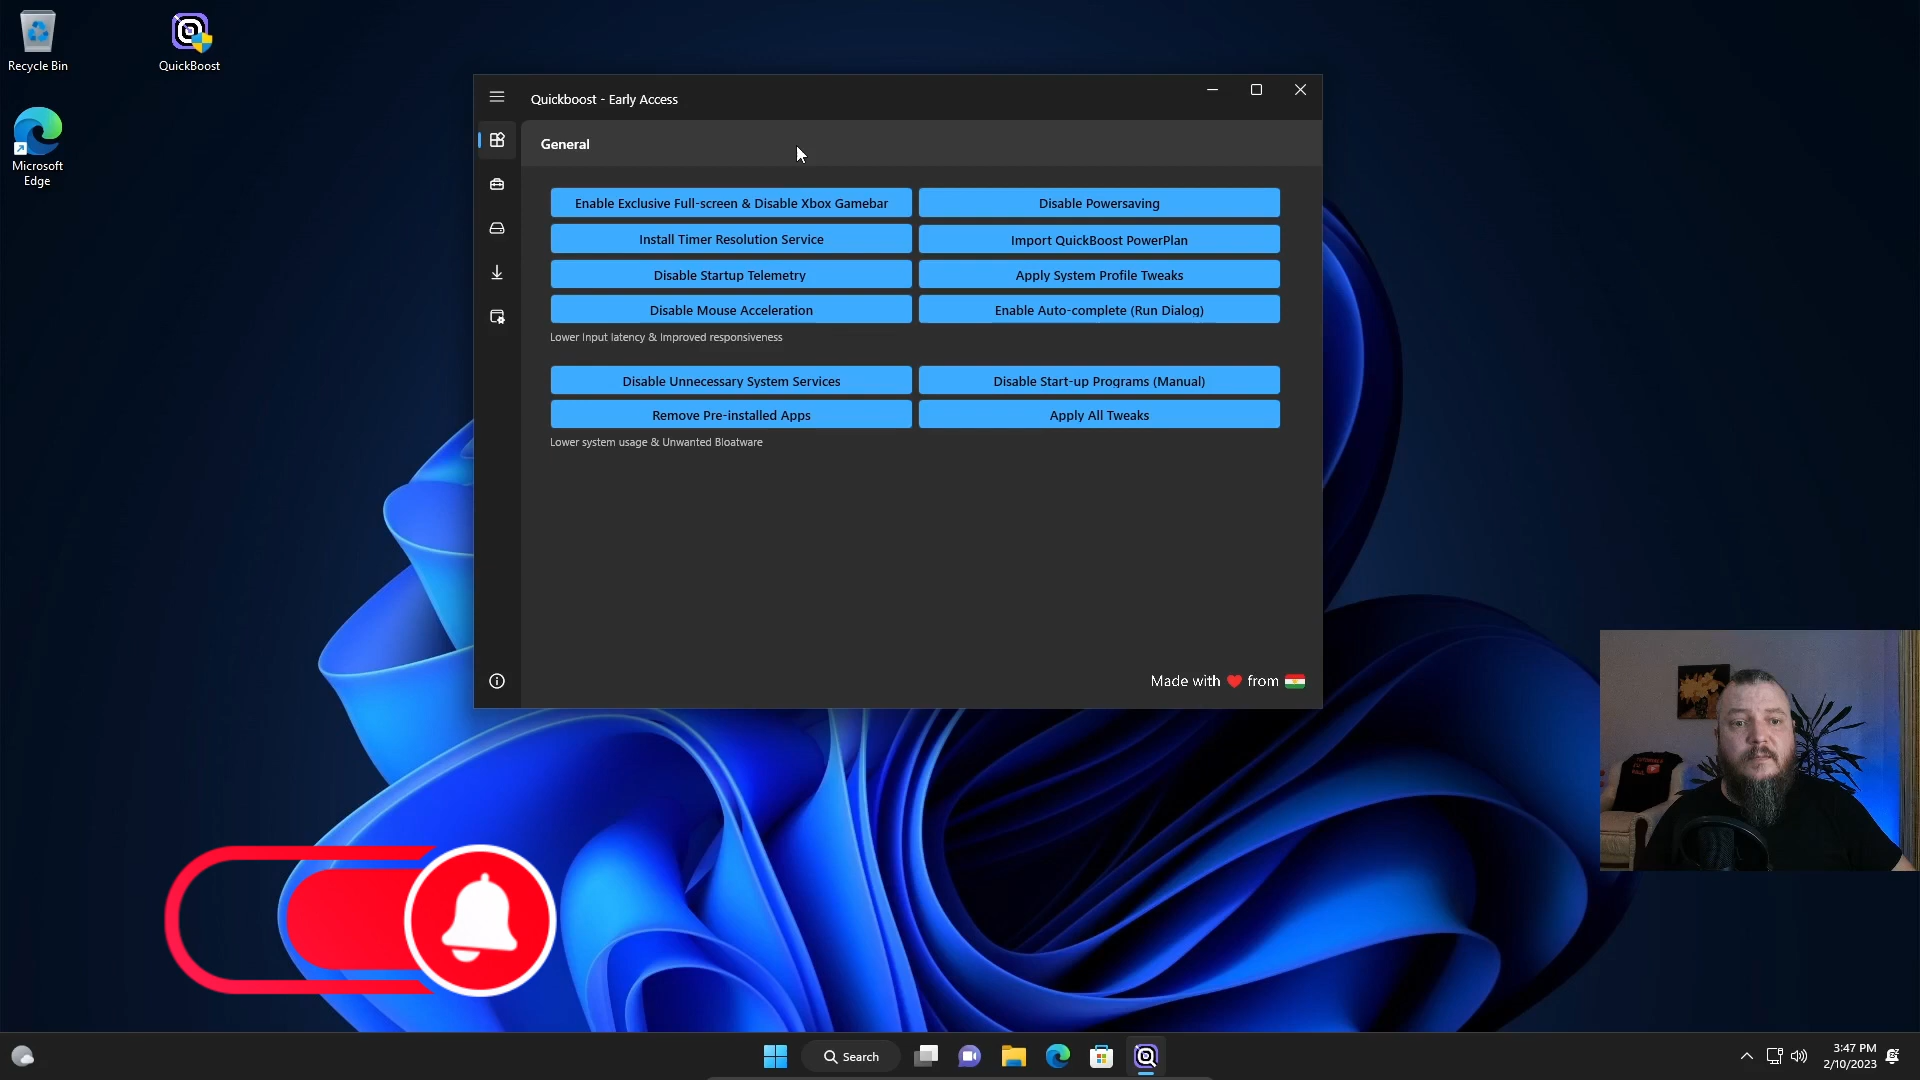 Recycle Bin
QuickBoost
Microsoft
Edge
Quickboost - Early Access
General
Enable Exclusive Full-screen & Disable Xbox Gamebar
Disable Powersaving
Install Timer Resolution Service
Import QuickBoost PowerPlan
Disable Startup Telemetry
Apply System Profile Tweaks
Disable Mouse Acceleration
Enable Auto-complete (Run Dialog)
Lower Input latency & Improved responsiveness
Disable Unnecessary System Services
Disable Start-up Programs (Manual)
Remove Pre-installed Apps
Apply All Tweaks
Lower system usage & Unwanted Bloatware
Made with ❤ from
Search
3:47 PM
2/10/2023